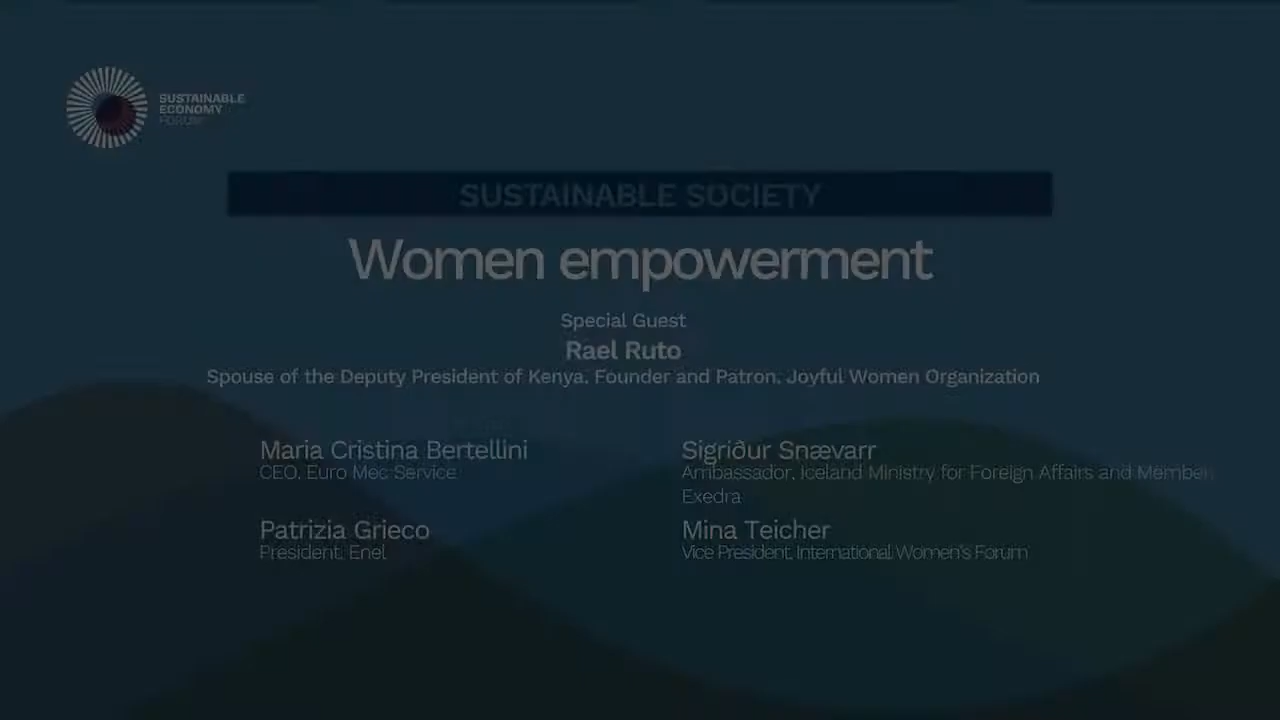 SUSTAINABLE
ECONOMY
FORUM
SUSTAINABLE SOCIETY
Women empowerment
Special Guest
Rael Ruto
Spouse of the Deputy President of Kenya, Founder and Patron, Joyful Women Organization
Maria Cristina Bertellini
CEO, Euro Mec Service
Patrizia Grieco
President, Enel
Sigriður Snævarr
Ambassador, Iceland Ministry for Foreign Affairs and Member,
Exedra
Mina Teicher
Vice President, International Women's Forum